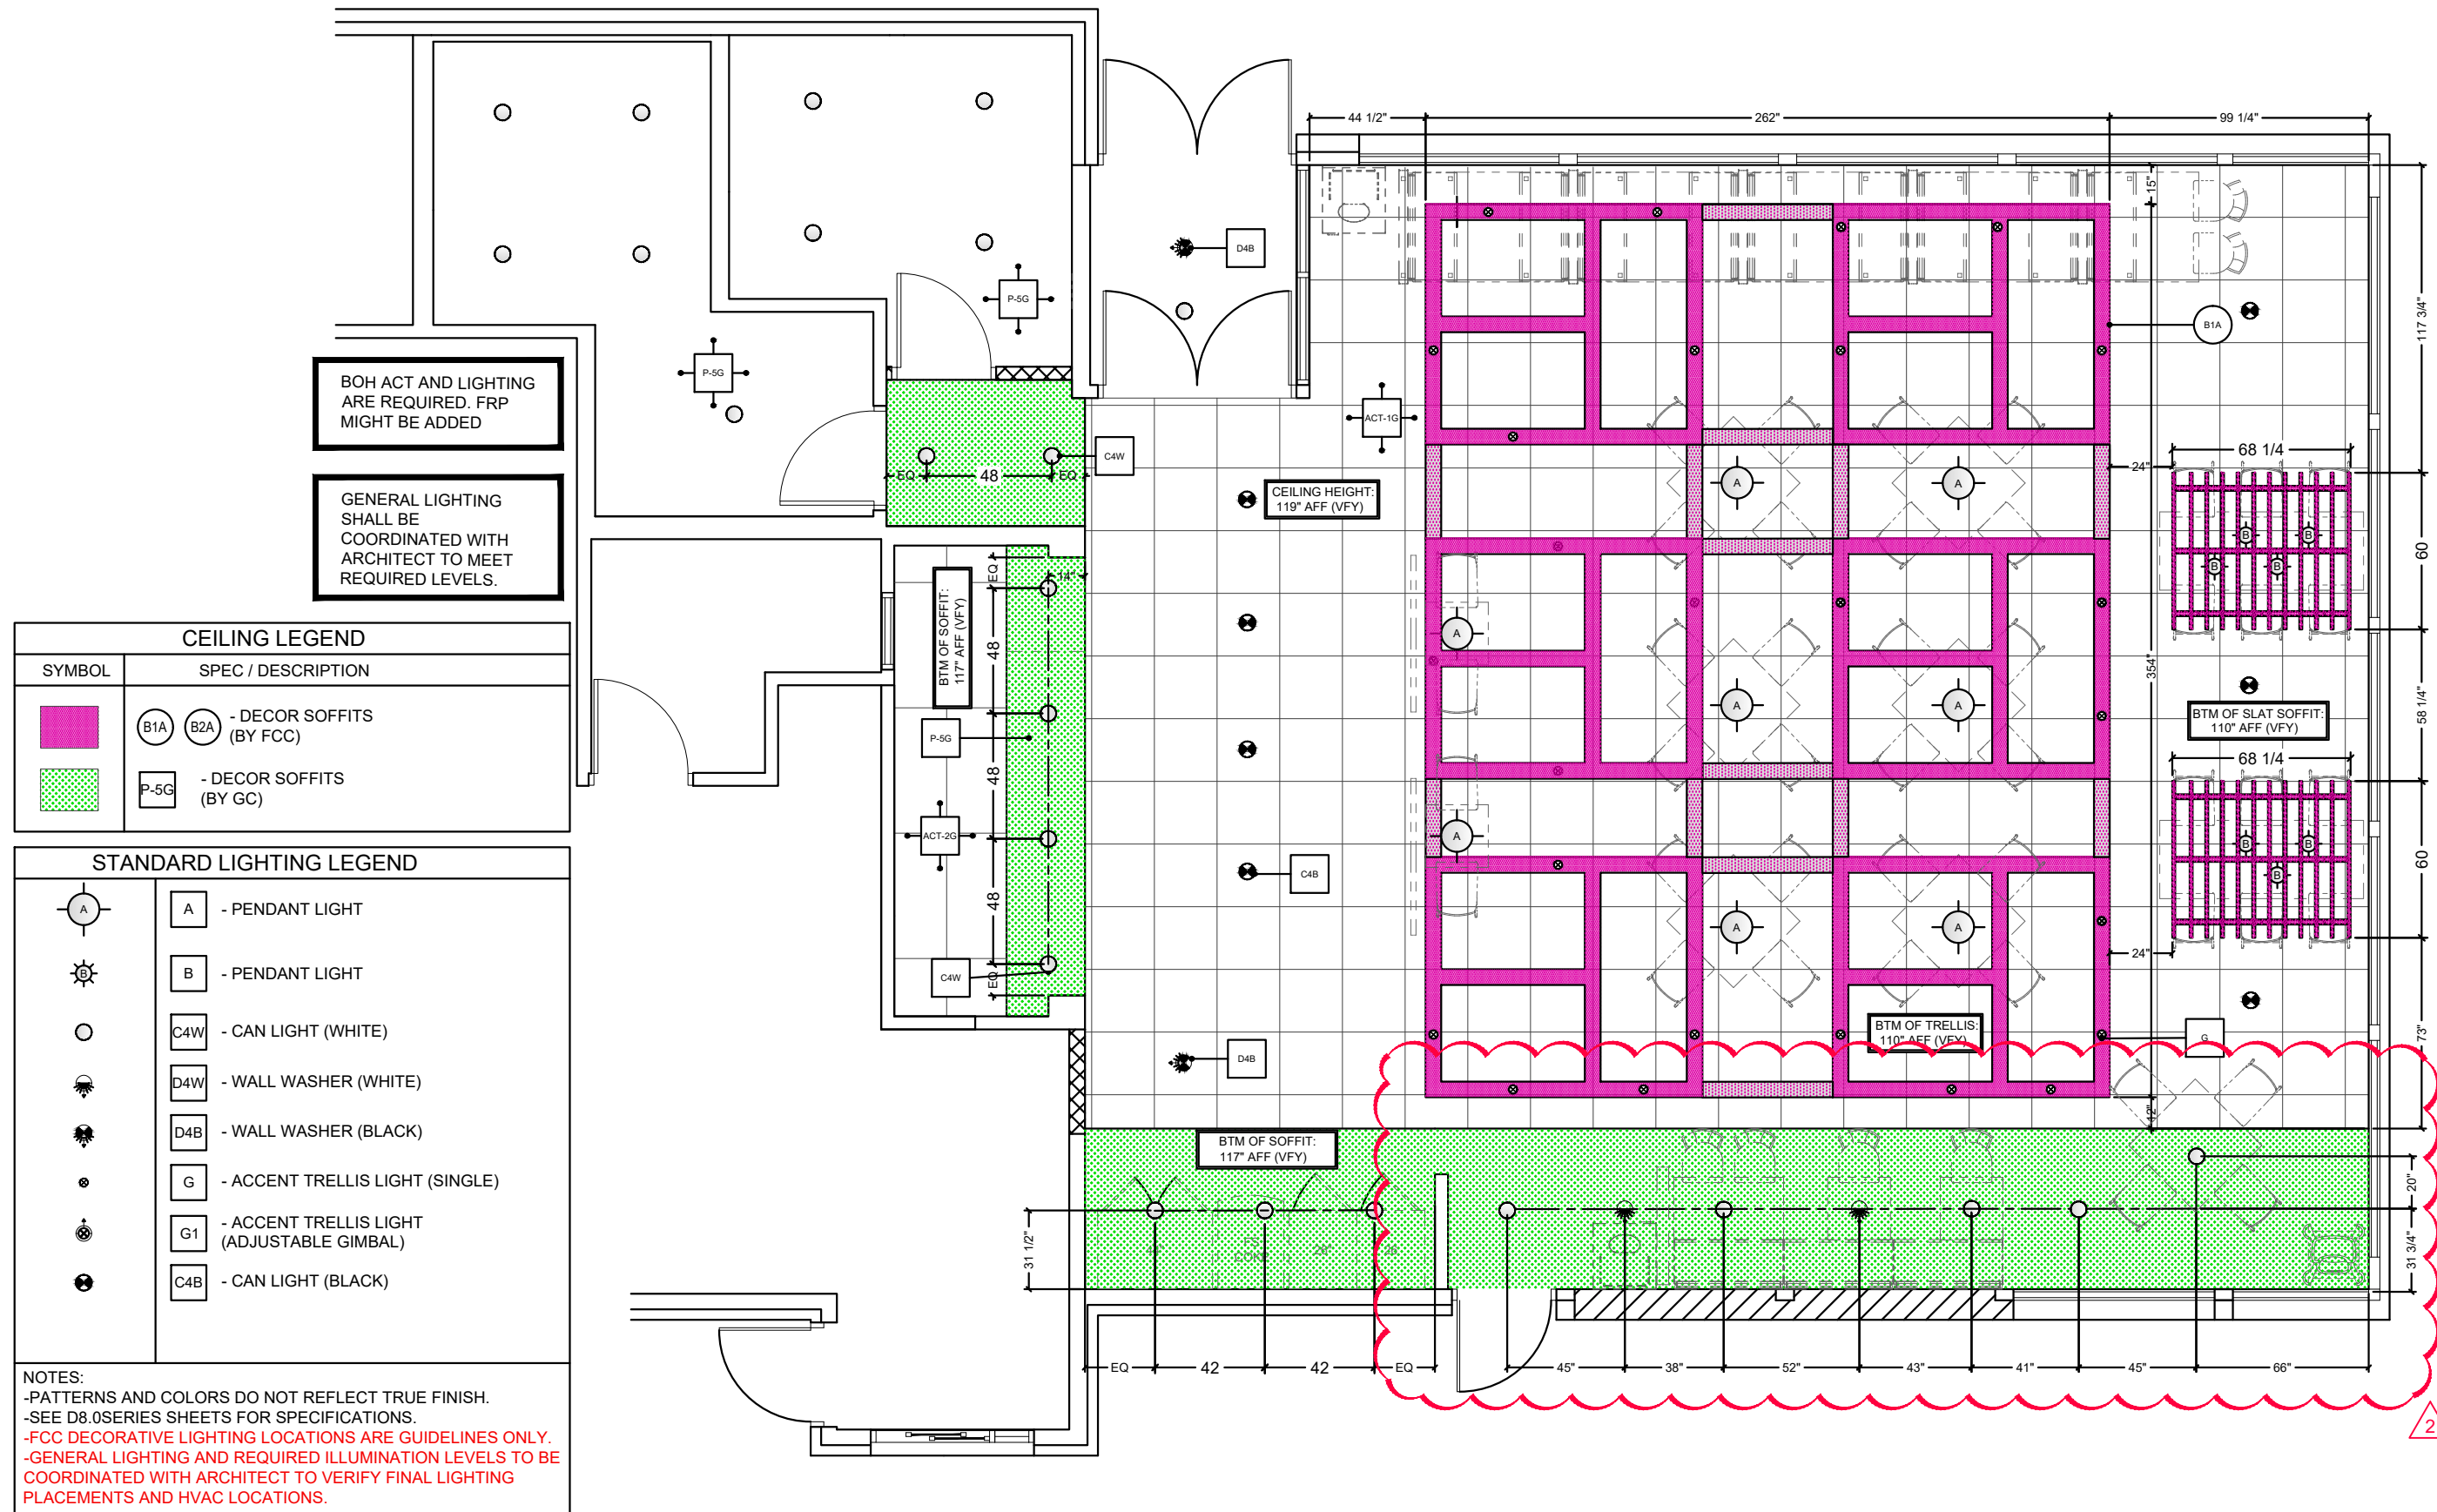 44 1/2"
262"
99 1/4"
15"
D4B
P-5G
P-5G
B1A
117 3/4"
BOH ACT AND LIGHTING
ARE REQUIRED. FRP
MIGHT BE ADDED
ACT-1G
C4W
EQ
48
EQ
24"
68 1/4
A
A
GENERAL LIGHTING
SHALL BE
COORDINATED WITH
ARCHITECT TO MEET
REQUIRED LEVELS.
CEILING HEIGHT:
119" AFF (VFY)
B
B
B
B
60
EQ
14"
BTM OF SOFFIT:
117" AFF (VFY)
48
A
354"
CEILING LEGEND
SYMBOL
SPEC / DESCRIPTION
B1A
B2A
- DECOR SOFFITS
(BY FCC)
P-5G
- DECOR SOFFITS
(BY GC)
P-5G
48
A
A
BTM OF SLAT SOFFIT:
110" AFF (VFY)
58 1/4"
68 1/4
ACT-2G
A
B
B
B
60
C4B
48
A
A
24"
C4W
EQ
STANDARD LIGHTING LEGEND
A
A
- PENDANT LIGHT
B
B
- PENDANT LIGHT
C4W
- CAN LIGHT (WHITE)
D4W
- WALL WASHER (WHITE)
D4B
- WALL WASHER (BLACK)
G
- ACCENT TRELLIS LIGHT (SINGLE)
G1
- ACCENT TRELLIS LIGHT
(ADJUSTABLE GIMBAL)
C4B
- CAN LIGHT (BLACK)
D4B
BTM OF TRELLIS:
110" AFF (VFY)
G
73"
12"
BTM OF SOFFIT:
117" AFF (VFY)
20"
31 1/2"
26"
26
31 3/4"
EQ
42
42
EQ
45"
38"
52"
43"
41"
45"
66"
2
NOTES:
-PATTERNS AND COLORS DO NOT REFLECT TRUE FINISH.
-SEE D8.0SERIES SHEETS FOR SPECIFICATIONS.
-FCC DECORATIVE LIGHTING LOCATIONS ARE GUIDELINES ONLY.
-GENERAL LIGHTING AND REQUIRED ILLUMINATION LEVELS TO BE
COORDINATED WITH ARCHITECT TO VERIFY FINAL LIGHTING
PLACEMENTS AND HVAC LOCATIONS.